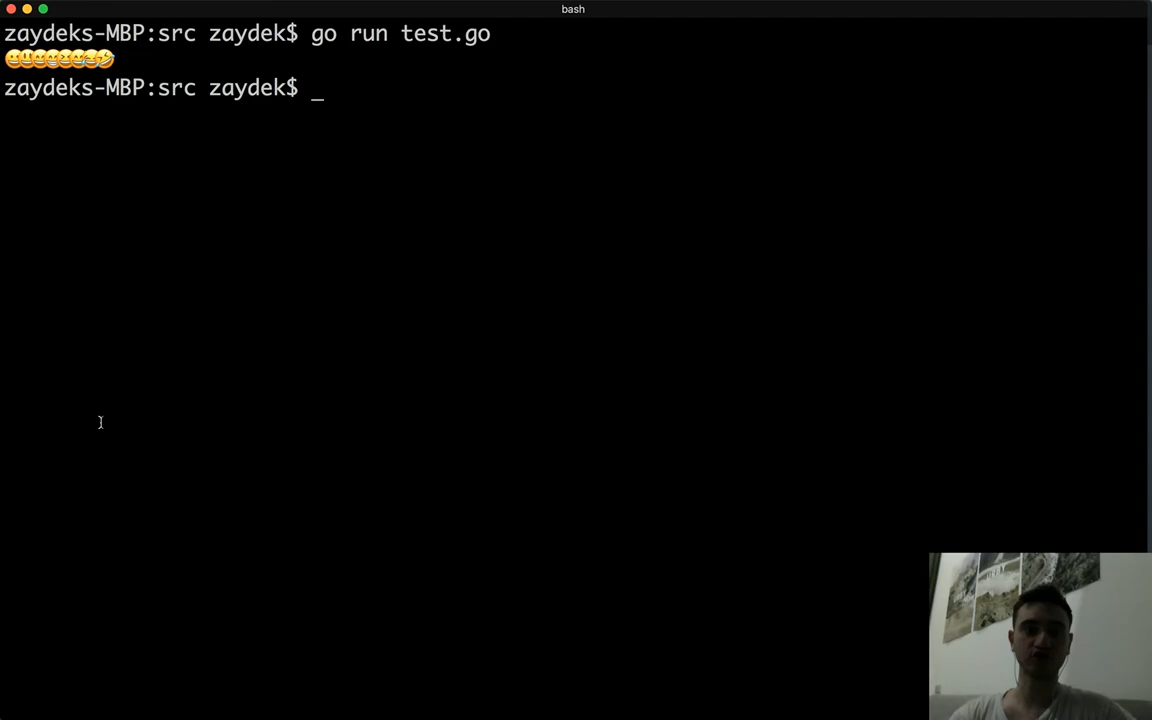 bash
zaydeks-MBP:src zaydek$ go run test.go
😀😃😄😁😆😅😂🤣
zaydeks-MBP:src zaydek$ _